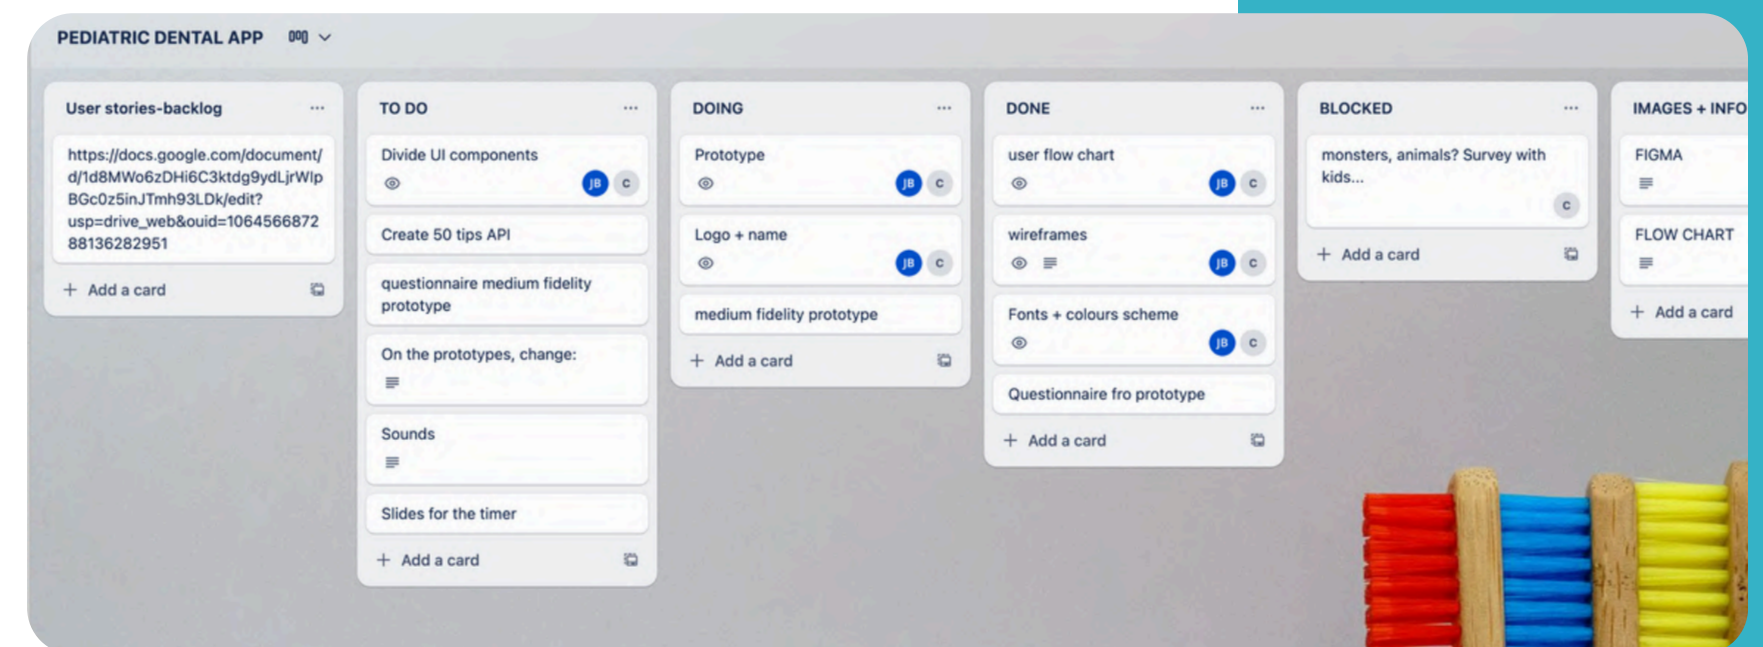 PEDIATRIC DENTAL APP
User stories-backlog
https://docs.google.com/document/
d/1d8MWo6zDHi6C3ktdg9ydLjrWlp
BGc0z5inJTmh93LDk/edit?
usp=drive_web&ouid=1064566872
88136282951
+ Add a card
TO DO
Divide UI components
JB C
Create 50 tips API
questionnaire medium fidelity
prototype
On the prototypes, change:
Sounds
Slides for the timer
+ Add a card
DOING
Prototype
JB C
Logo + name
JB C
medium fidelity prototype
+ Add a card
DONE
user flow chart
JB C
wireframes
JB C
Fonts + colours scheme
JB C
Questionnaire fro prototype
+ Add a card
BLOCKED
monsters, animals? Survey with
kids...
C
+ Add a card
IMAGES + INFO
FIGMA
FLOW CHART
+ Add a card